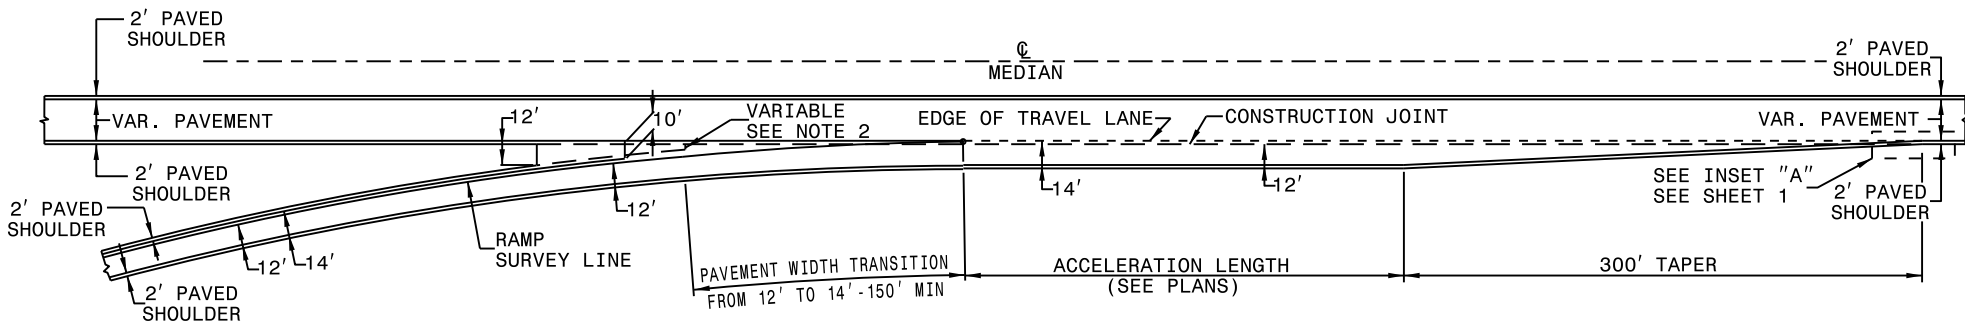 2' PAVED
SHOULDER
℄
MEDIAN
2' PAVED
SHOULDER
VAR. PAVEMENT
12'
10'
VARIABLE
SEE NOTE 2
EDGE OF TRAVEL LANE
CONSTRUCTION JOINT
VAR. PAVEMENT
2' PAVED
SHOULDER
2' PAVED
SHOULDER
12'
14'
12'
14'
12'
RAMP
SURVEY LINE
SEE INSET "A"
SEE SHEET 1
2' PAVED
SHOULDER
2' PAVED
SHOULDER
PAVEMENT WIDTH TRANSITION
FROM 12' TO 14'-150' MIN
ACCELERATION LENGTH
(SEE PLANS)
300' TAPER